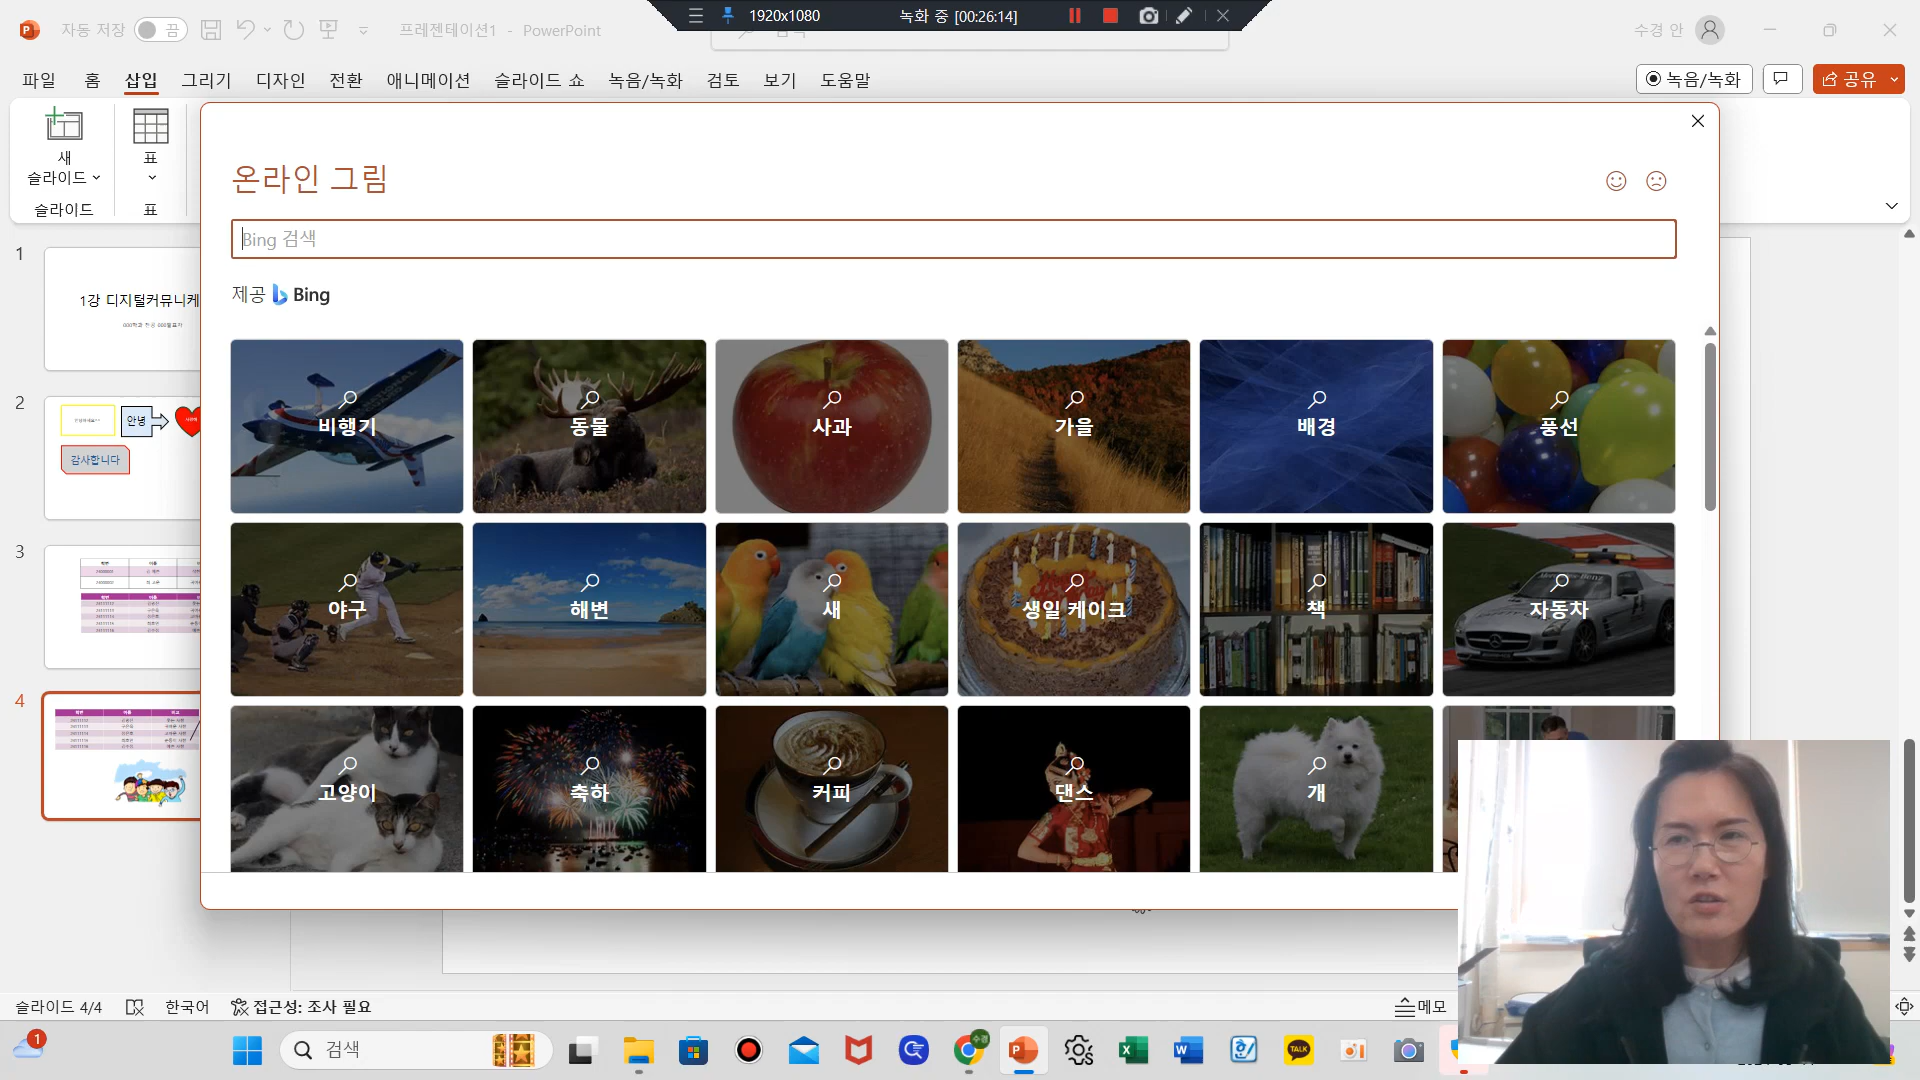 1920x1080
녹화 중 [00:26:14]
자동 저장
끔
프레젠테이션1 - PowerPoint
수경 안
파일 홈 삽입 그리기 디자인 전환 애니메이션 슬라이드 쇼 녹음/녹화 검토 보기 도움말
녹음/녹화
공유
새
슬라이드
표
슬라이드
표
온라인 그림
Bing 검색
제공 Bing
비행기
동물
사과
가을
배경
풍선
야구
해변
새
생일 케이크
책
자동차
고양이
축하
커피
댄스
개
1
1강 디지털커뮤니케
2
안녕
감사합니다
3
4
슬라이드 4/4
한국어
접근성: 조사 필요
메모
1
검색
수경
TALK